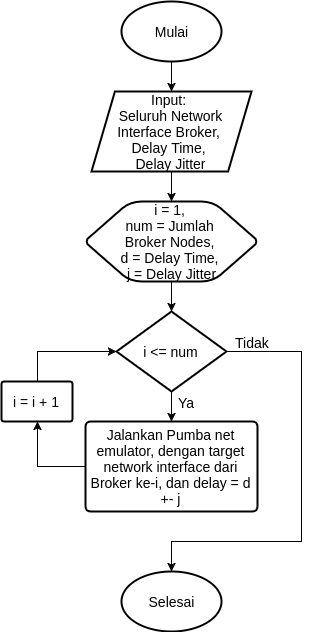 Mulai
Input:
Seluruh Network
Interface Broker,
Delay Time,
Delay Jitter
i = 1,
num = Jumlah
Broker Nodes,
d = Delay Time,
j = Delay Jitter
i <= num
Tidak
Ya
i = i + 1
Jalankan Pumba net
emulator, dengan target
network interface dari
Broker ke-i, dan delay = d
+- j
Selesai